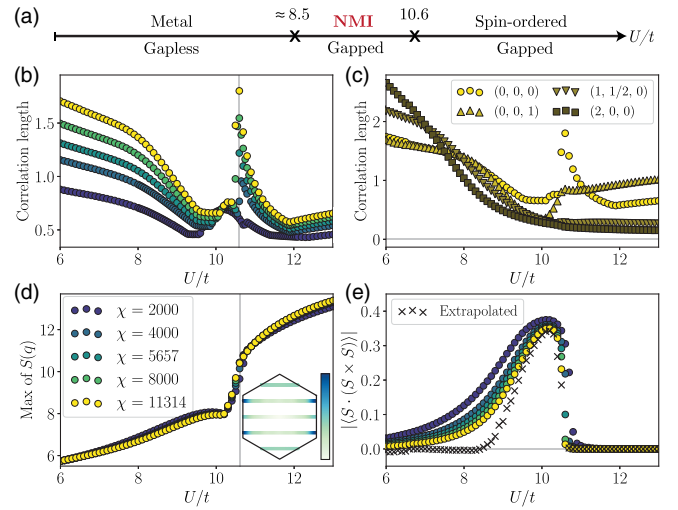 (a)
≈ 8.5
10.6
Metal
NMI
Spin-ordered
U/t
Gapless
Gapped
Gapped
(b)
Correlation length
1.5
1.0
0.5
6
8
10
12
U/t
(c)
Correlation length
2
1
0
(0, 0, 0)
(0, 0, 1)
(1, 1/2, 0)
(2, 0, 0)
6
8
10
12
U/t
(d)
Max of S(q)
12
10
8
6
χ = 2000
χ = 4000
χ = 5657
χ = 8000
χ = 11314
6
8
10
12
U/t
(e)
|⟨S · (S × S)⟩|
0.4
0.3
0.2
0.1
0.0
Extrapolated
6
8
10
12
U/t